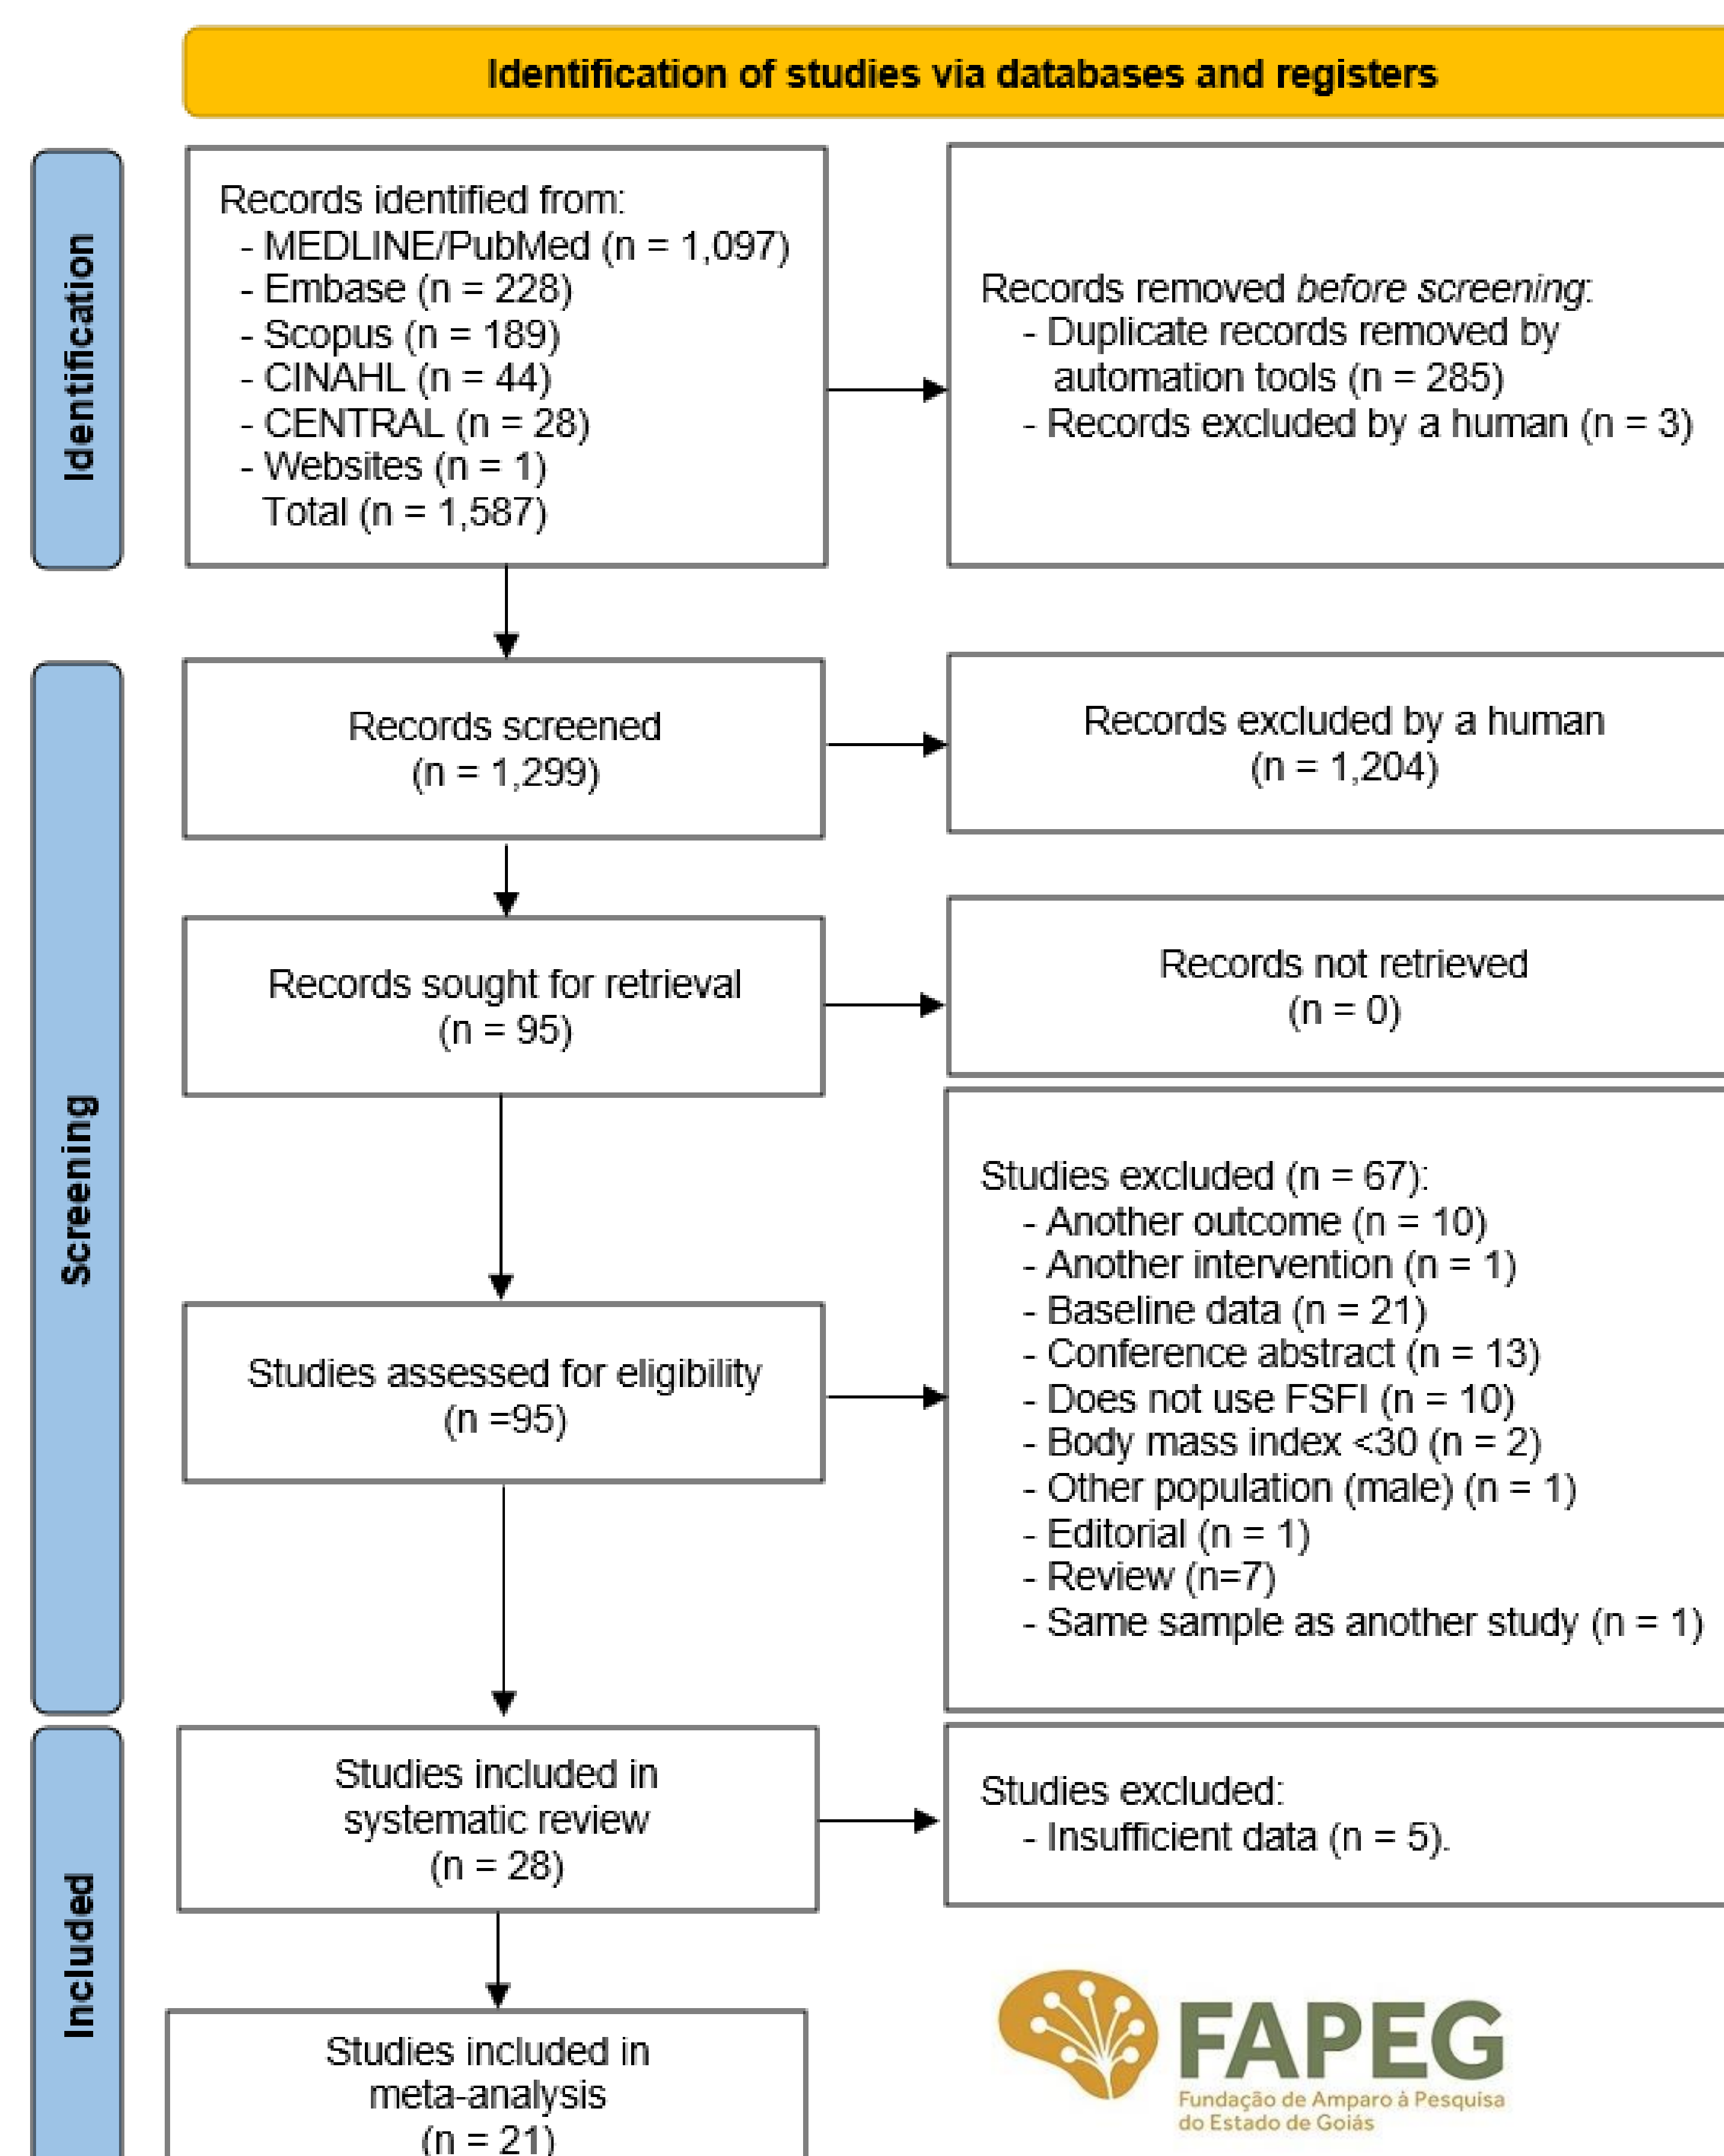 Identification of studies via databases and registers
Identification
Records identified from:
- MEDLINE/PubMed (n = 1,097)
- Embase (n = 228)
- Scopus (n = 189)
- CINAHL (n = 44)
- CENTRAL (n = 28)
- Websites (n = 1)
Total (n = 1,587)
Records removed before screening:
- Duplicate records removed by
automation tools (n = 285)
- Records excluded by a human (n = 3)
Screening
Records screened
(n = 1,299)
Records excluded by a human
(n = 1,204)
Records sought for retrieval
(n = 95)
Records not retrieved
(n = 0)
Studies assessed for eligibility
(n =95)
Studies excluded (n = 67):
- Another outcome (n = 10)
- Another intervention (n = 1)
- Baseline data (n = 21)
- Conference abstract (n = 13)
- Does not use FSFI (n = 10)
- Body mass index <30 (n = 2)
- Other population (male) (n = 1)
- Editorial (n = 1)
- Review (n=7)
- Same sample as another study (n = 1)
Included
Studies included in
systematic review
(n = 28)
Studies excluded:
- Insufficient data (n = 5).
Studies included in
meta-analysis
(n = 21)
FAPEG
Fundação de Amparo à Pesquisa
do Estado de Goiás